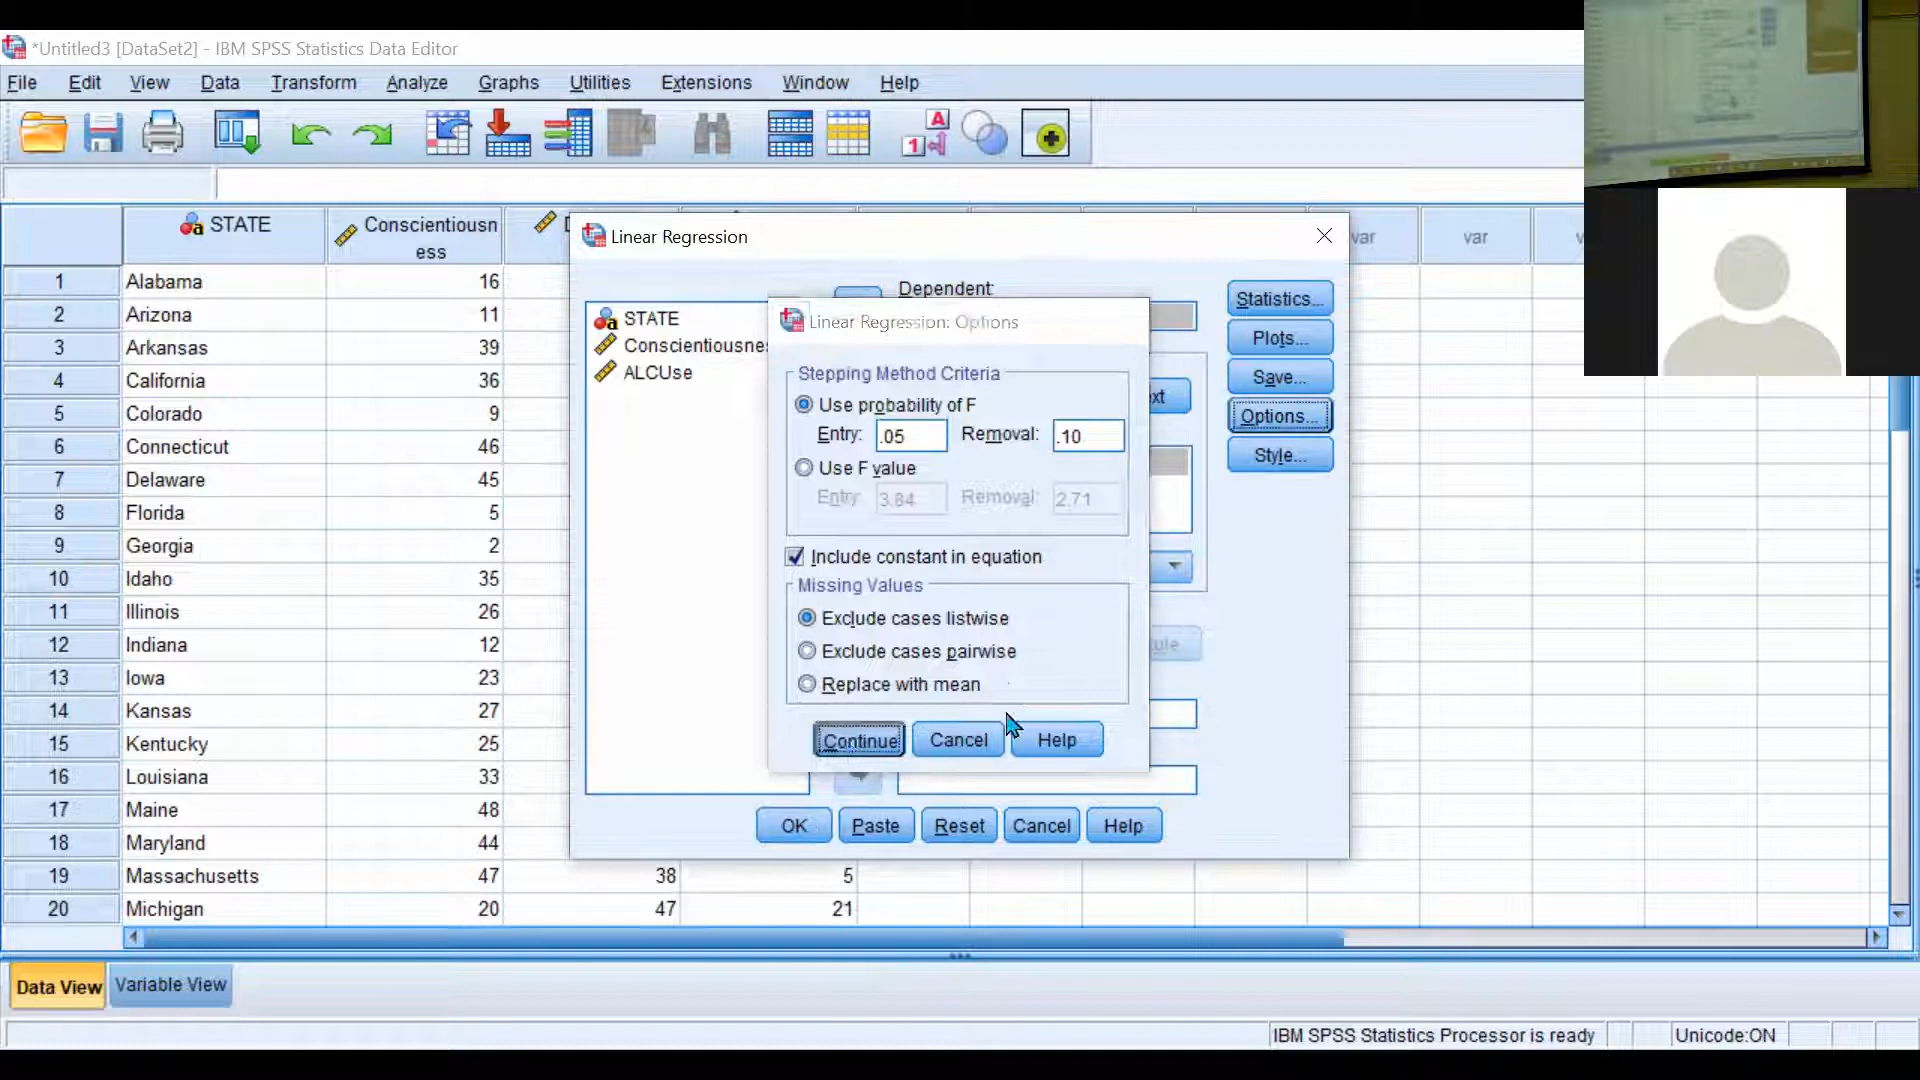 *Untitled3 [DataSet2] - IBM SPSS Statistics Data Editor
File Edit View Data Transform Analyze Graphs Utilities Extensions Window Help
STATE Conscientiousn
ess
var var
Linear Regression
Dependent:
STATE
Conscientiousnes
ALCUse
Statistics...
Plots...
Save...
Options...
Style...
Linear Regression: Options
Stepping Method Criteria
Use probability of F
Entry: .05 Removal: .10
Use F value
Entry: 3.84 Removal: 2.71
Include constant in equation
Missing Values
Exclude cases listwise
Exclude cases pairwise
Replace with mean
Continue Cancel Help
OK Paste Reset Cancel Help
1 Alabama 16
2 Arizona 11
3 Arkansas 39
4 California 36
5 Colorado 9
6 Connecticut 46
7 Delaware 45
8 Florida 5
9 Georgia 2
10 Idaho 35
11 Illinois 26
12 Indiana 12
13 Iowa 23
14 Kansas 27
15 Kentucky 25
16 Louisiana 33
17 Maine 48
18 Maryland 44
19 Massachusetts 47 38 5
20 Michigan 20 47 21
Data View Variable View
IBM SPSS Statistics Processor is ready Unicode:ON